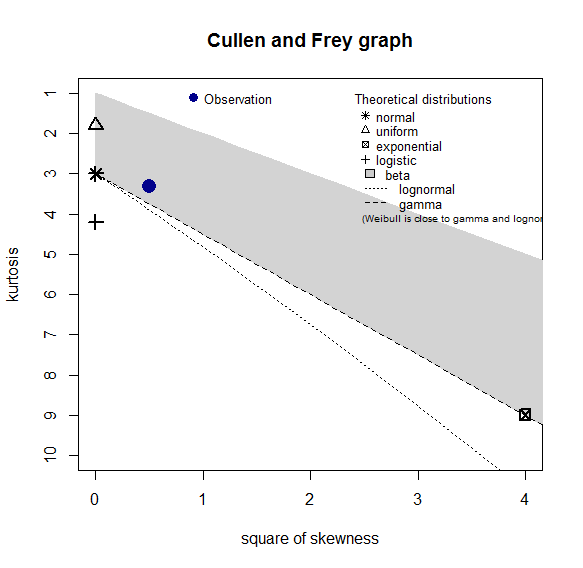 Cullen and Frey graph
Observation
Theoretical distributions
normal
uniform
exponential
logistic
beta
lognormal
gamma
(Weibull is close to gamma and lognor
kurtosis
1
2
3
4
5
6
7
8
9
10
0
1
2
3
4
square of skewness